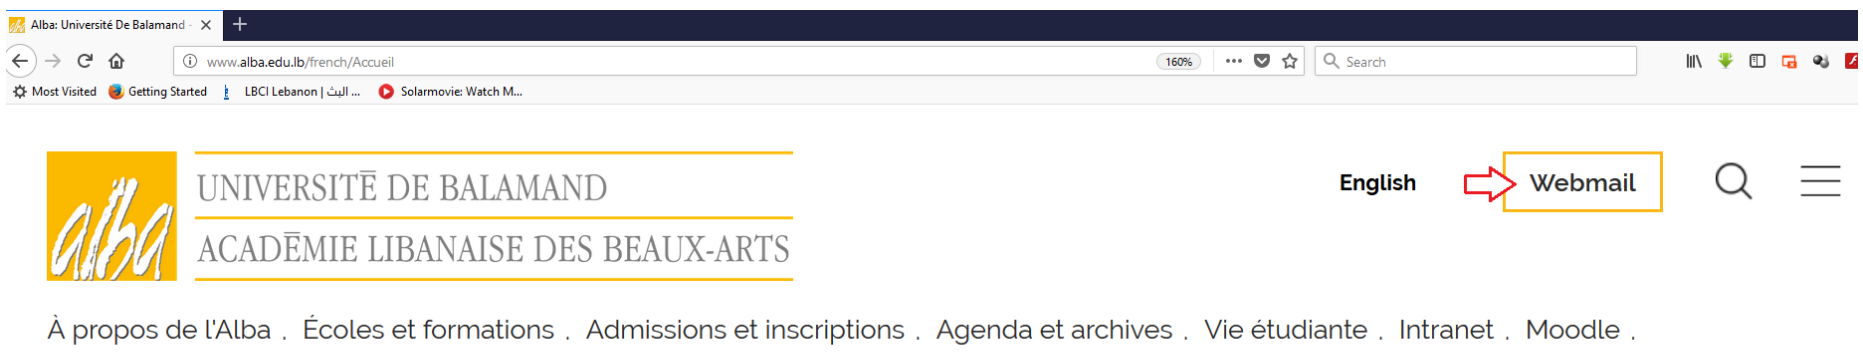 Alba: Université De Balamand -
www.alba.edu.lb/french/Accueil 160% Search
Most Visited Getting Started LBCI Lebanon | البث ... Solarmovie: Watch M...
alba
UNIVERSITĒ DE BALAMAND
ACADĒMIE LIBANAISE DES BEAUX-ARTS
English Webmail
À propos de l'Alba . Écoles et formations . Admissions et inscriptions . Agenda et archives . Vie étudiante . Intranet . Moodle .